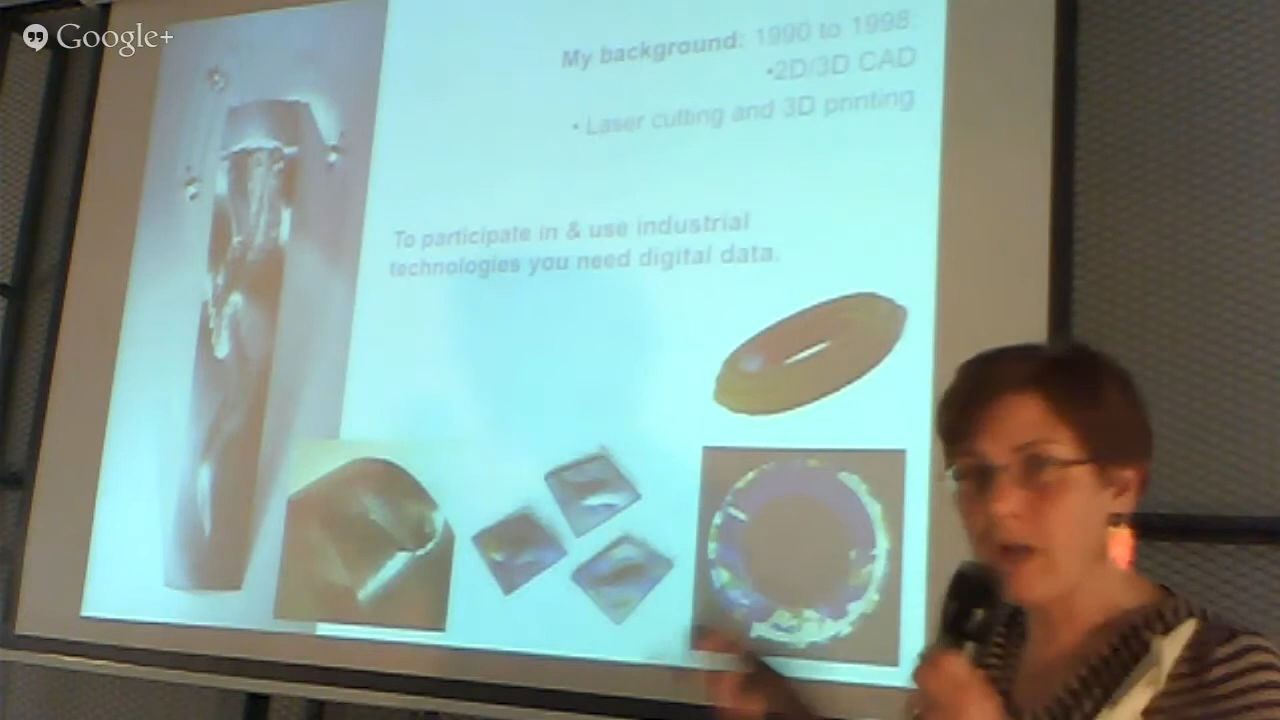 Google+
My background: 1990 to 1998:
•2D/3D CAD
• Laser cutting and 3D printing
To participate in & use industrial
technologies you need digital data.